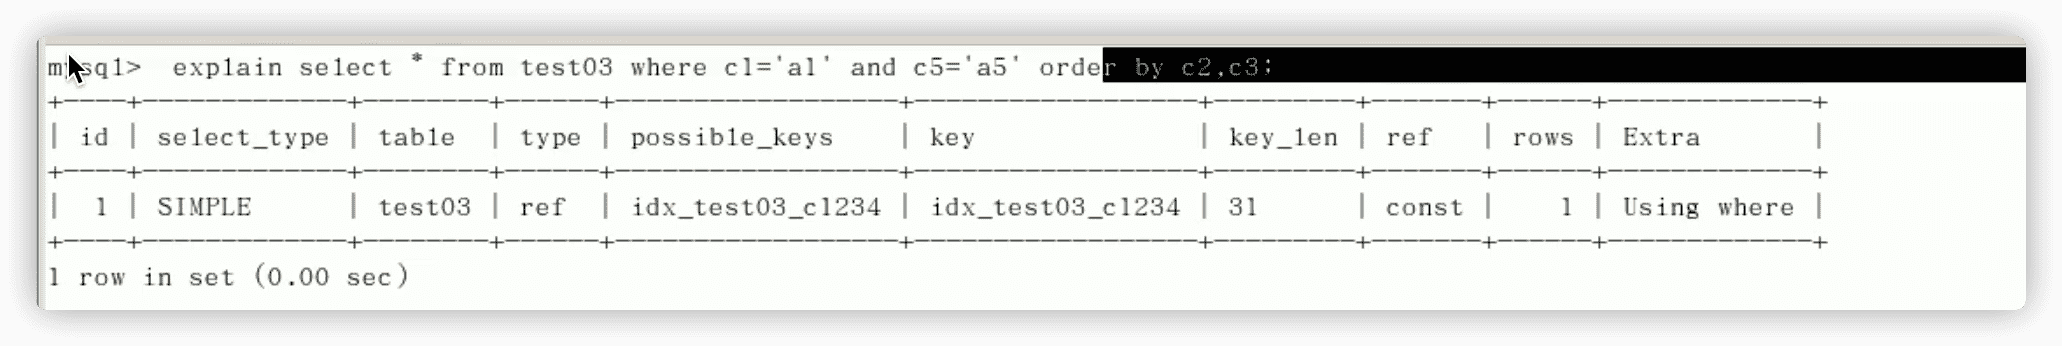 mysql>  explain select * from test03 where c1='a1' and c5='a5' order by c2,c3;
+----+-------------+--------+------+------------------+------------------+---------+-------+------+-------------+
| id | select_type | table  | type | possible_keys    | key              | key_len | ref   | rows | Extra       |
+----+-------------+--------+------+------------------+------------------+---------+-------+------+-------------+
|  1 | SIMPLE      | test03 | ref  | idx_test03_c1234 | idx_test03_c1234 | 31      | const |    1 | Using where |
+----+-------------+--------+------+------------------+------------------+---------+-------+------+-------------+
1 row in set (0.00 sec)